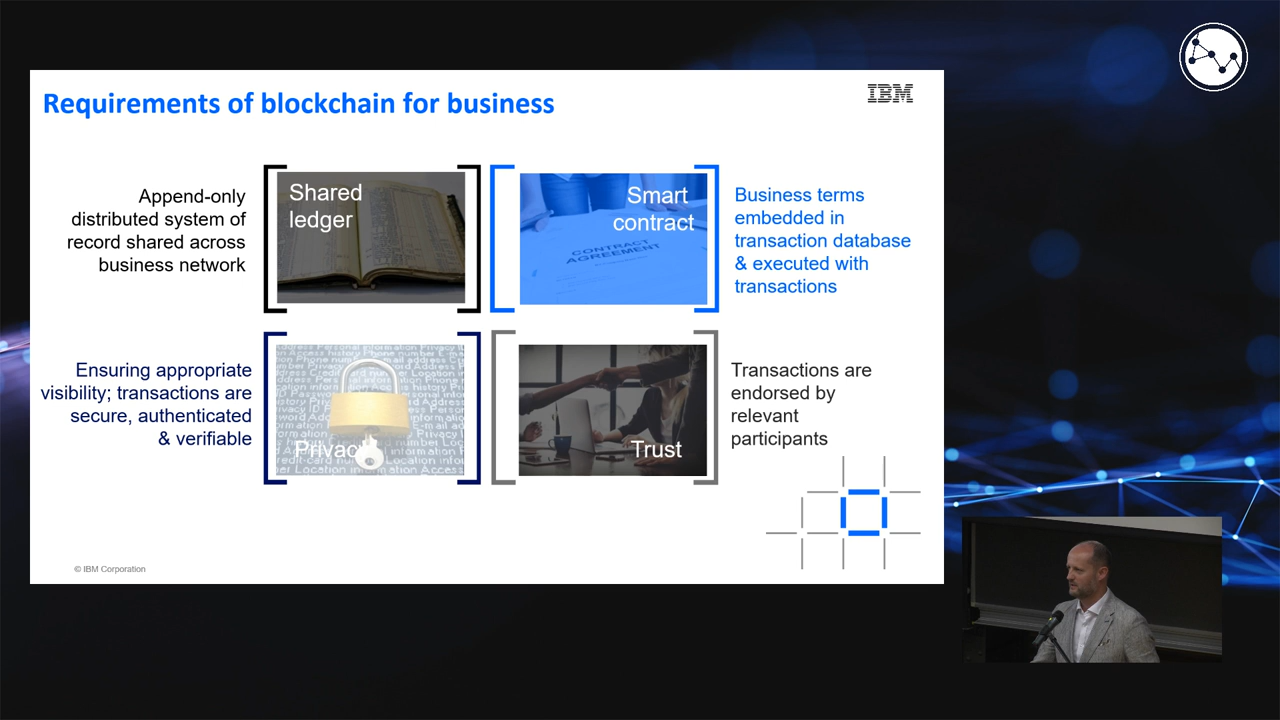 Requirements of blockchain for business
IBM
Append-only
distributed system of
record shared across
business network
Shared
ledger
Smart
contract
CONTRACT
AGREEMENT
Business terms
embedded in
transaction database
& executed with
transactions
Ensuring appropriate
visibility; transactions are
secure, authenticated
& verifiable
Privacy
Trust
Transactions are
endorsed by
relevant
participants
© IBM Corporation